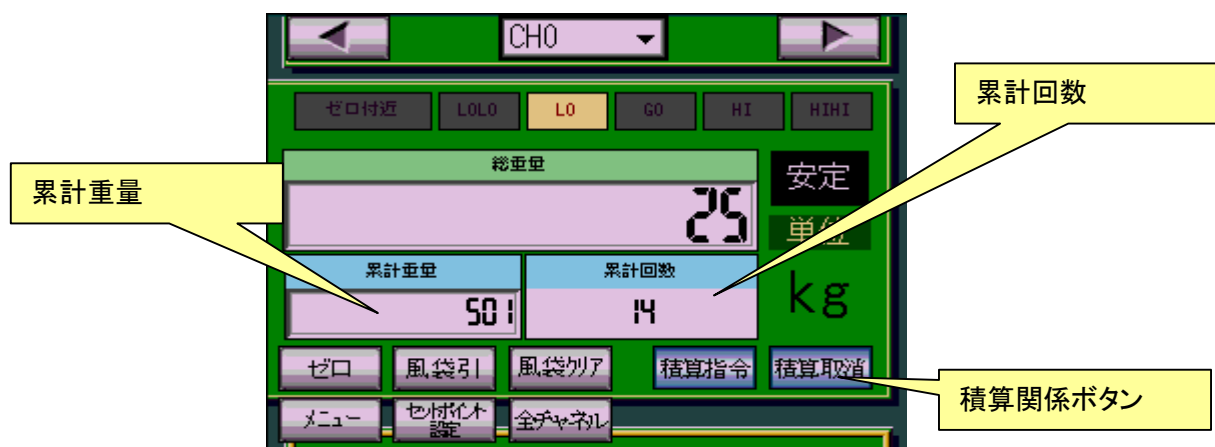 CH0
累計回数
ゼロ付近 LOLO LO GO HI HIHI
総重量
安定
累計重量
25
単位
累計重量 累計回数
kg
501 14
ゼロ 風袋引 風袋クリア 積算指令 積算取消
積算関係ボタン
メニュー セットポイント 全チャネル
設定